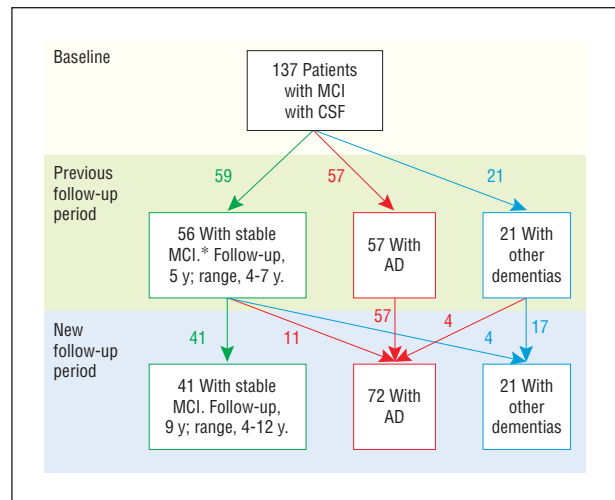 Baseline
137 Patients
with MCI
with CSF
59
57
21
Previous
follow-up
period
56 With stable
MCI.* Follow-up,
5 y; range, 4-7 y.
57 With
AD
21 With
other
dementias
New
follow-up
period
41
11
57
4
4
17
41 With stable
MCI. Follow-up,
9 y; range, 4-12 y.
72 With
AD
21 With
other
dementias